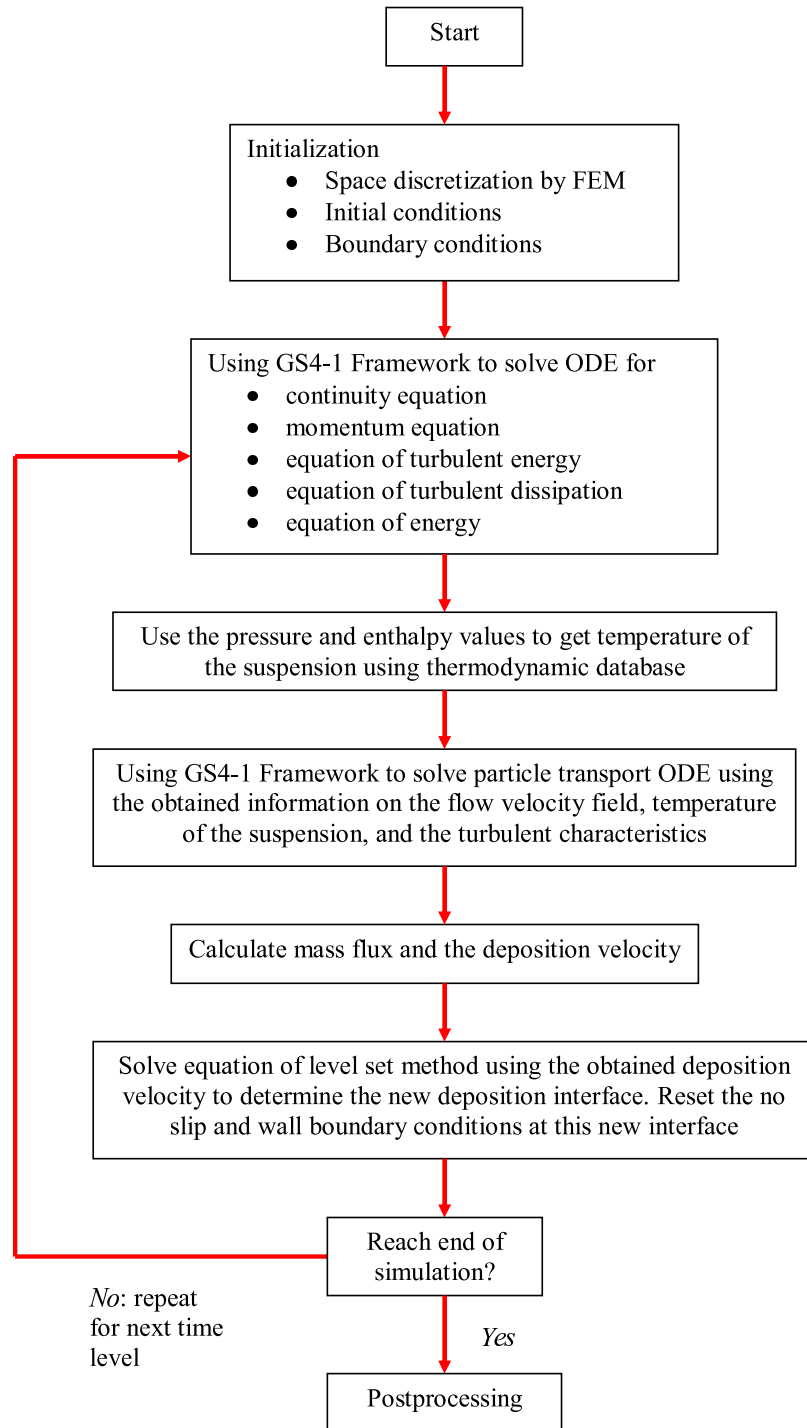 Start
Initialization
● Space discretization by FEM
● Initial conditions
● Boundary conditions
Using GS4-1 Framework to solve ODE for
● continuity equation
● momentum equation
● equation of turbulent energy
● equation of turbulent dissipation
● equation of energy
Use the pressure and enthalpy values to get temperature of
the suspension using thermodynamic database
Using GS4-1 Framework to solve particle transport ODE using
the obtained information on the flow velocity field, temperature
of the suspension, and the turbulent characteristics
Calculate mass flux and the deposition velocity
Solve equation of level set method using the obtained deposition
velocity to determine the new deposition interface. Reset the no
slip and wall boundary conditions at this new interface
Reach end of
simulation?
No: repeat
for next time
level
Yes
Postprocessing